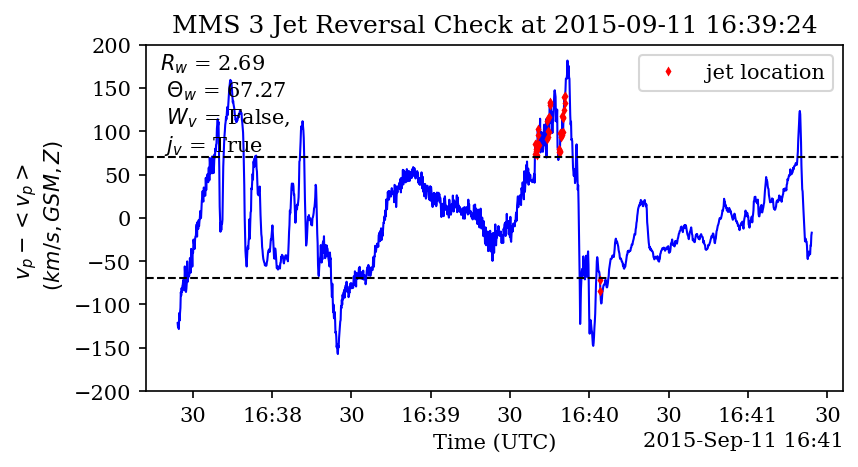 MMS 3 Jet Reversal Check at 2015-09-11 16:39:24
R_w = 2.69
Θ_w = 67.27
W_v = False,
j_v = True
jet location
v_p − < v_p >
(km/s, GSM, Z)
200
150
100
50
0
−50
−100
−150
−200
30 16:38 30 16:39 30 16:40 30 16:41 30
Time (UTC)
2015-Sep-11 16:41